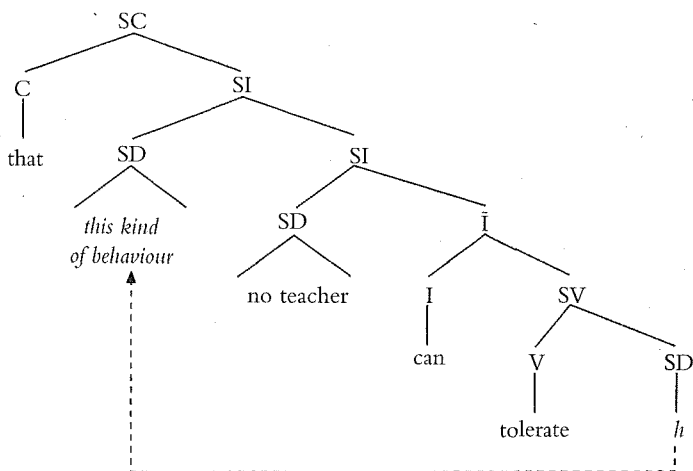 SC
C
SI
that
SD
SI
this kind
of behaviour
SD
Ī
no teacher
I
SV
can
V
SD
tolerate
h